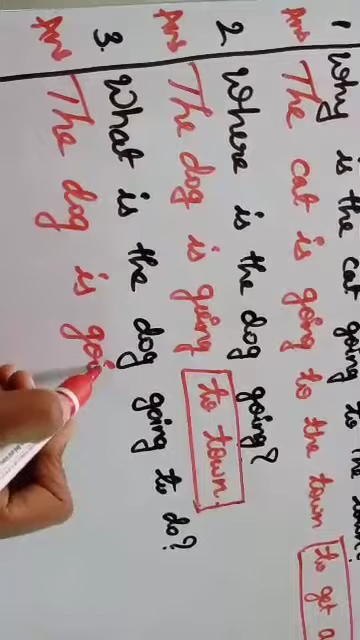 1 Why is the cat going to the town?
Ans The cat is going to the town to get a
2 Where is the dog going?
Ans The dog is going to town.
3. What is the dog going to do?
Ans The dog is goi